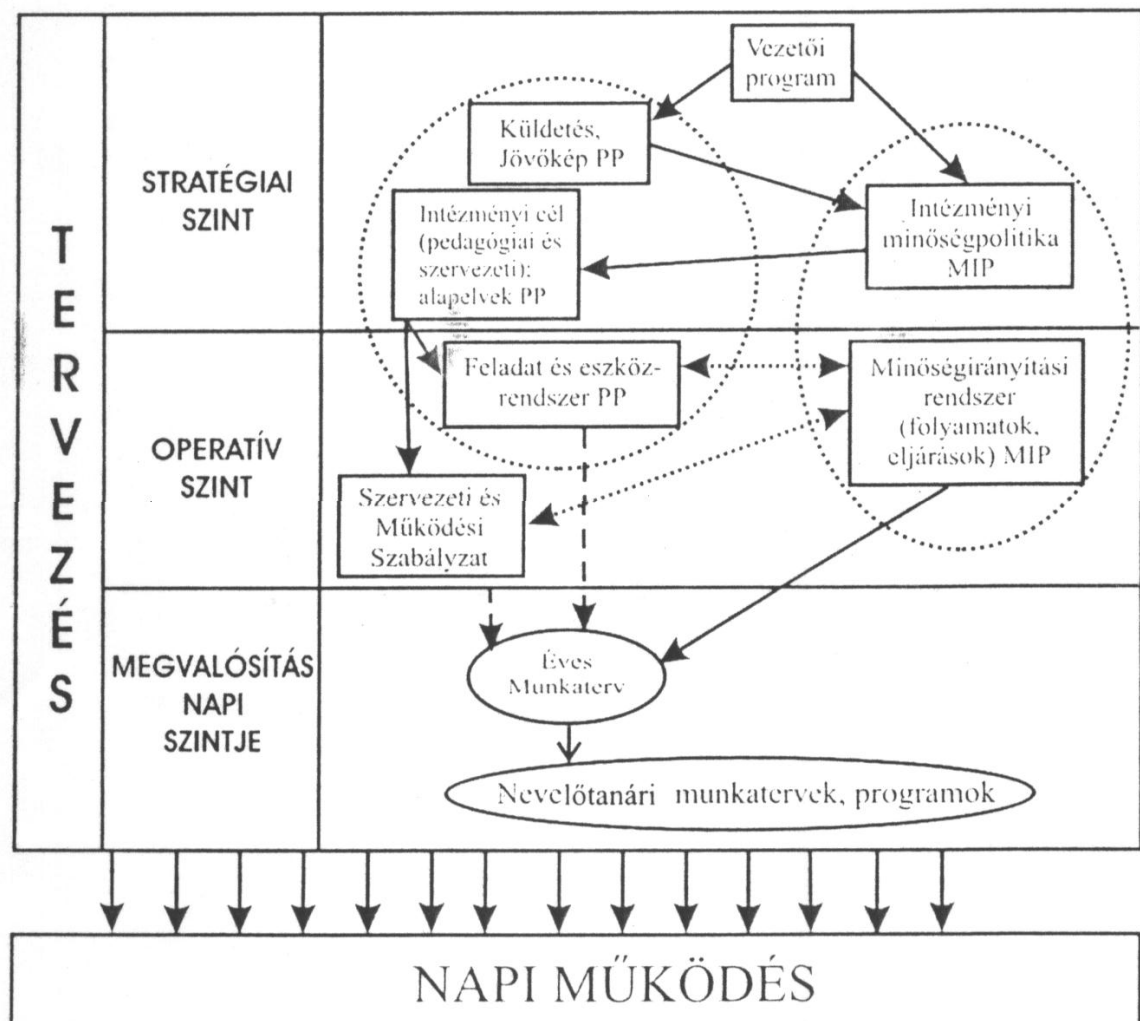 TERVEZÉS
STRATÉGIAI
SZINT
Vezetői
program
Küldetés,
Jövőkép PP
Intézményi cél
(pedagógiai és
szervezeti):
alapelvek PP
Intézményi
minőségpolitika
MIP
OPERATÍV
SZINT
Feladat és eszköz-
rendszer PP
Minőségirányítási
rendszer
(folyamatok,
eljárások) MIP
Szervezeti és
Működési
Szabályzat
MEGVALÓSÍTÁS
NAPI
SZINTJE
Éves
Munkaterv
Nevelőtanári munkatervek, programok
NAPI MŰKÖDÉS